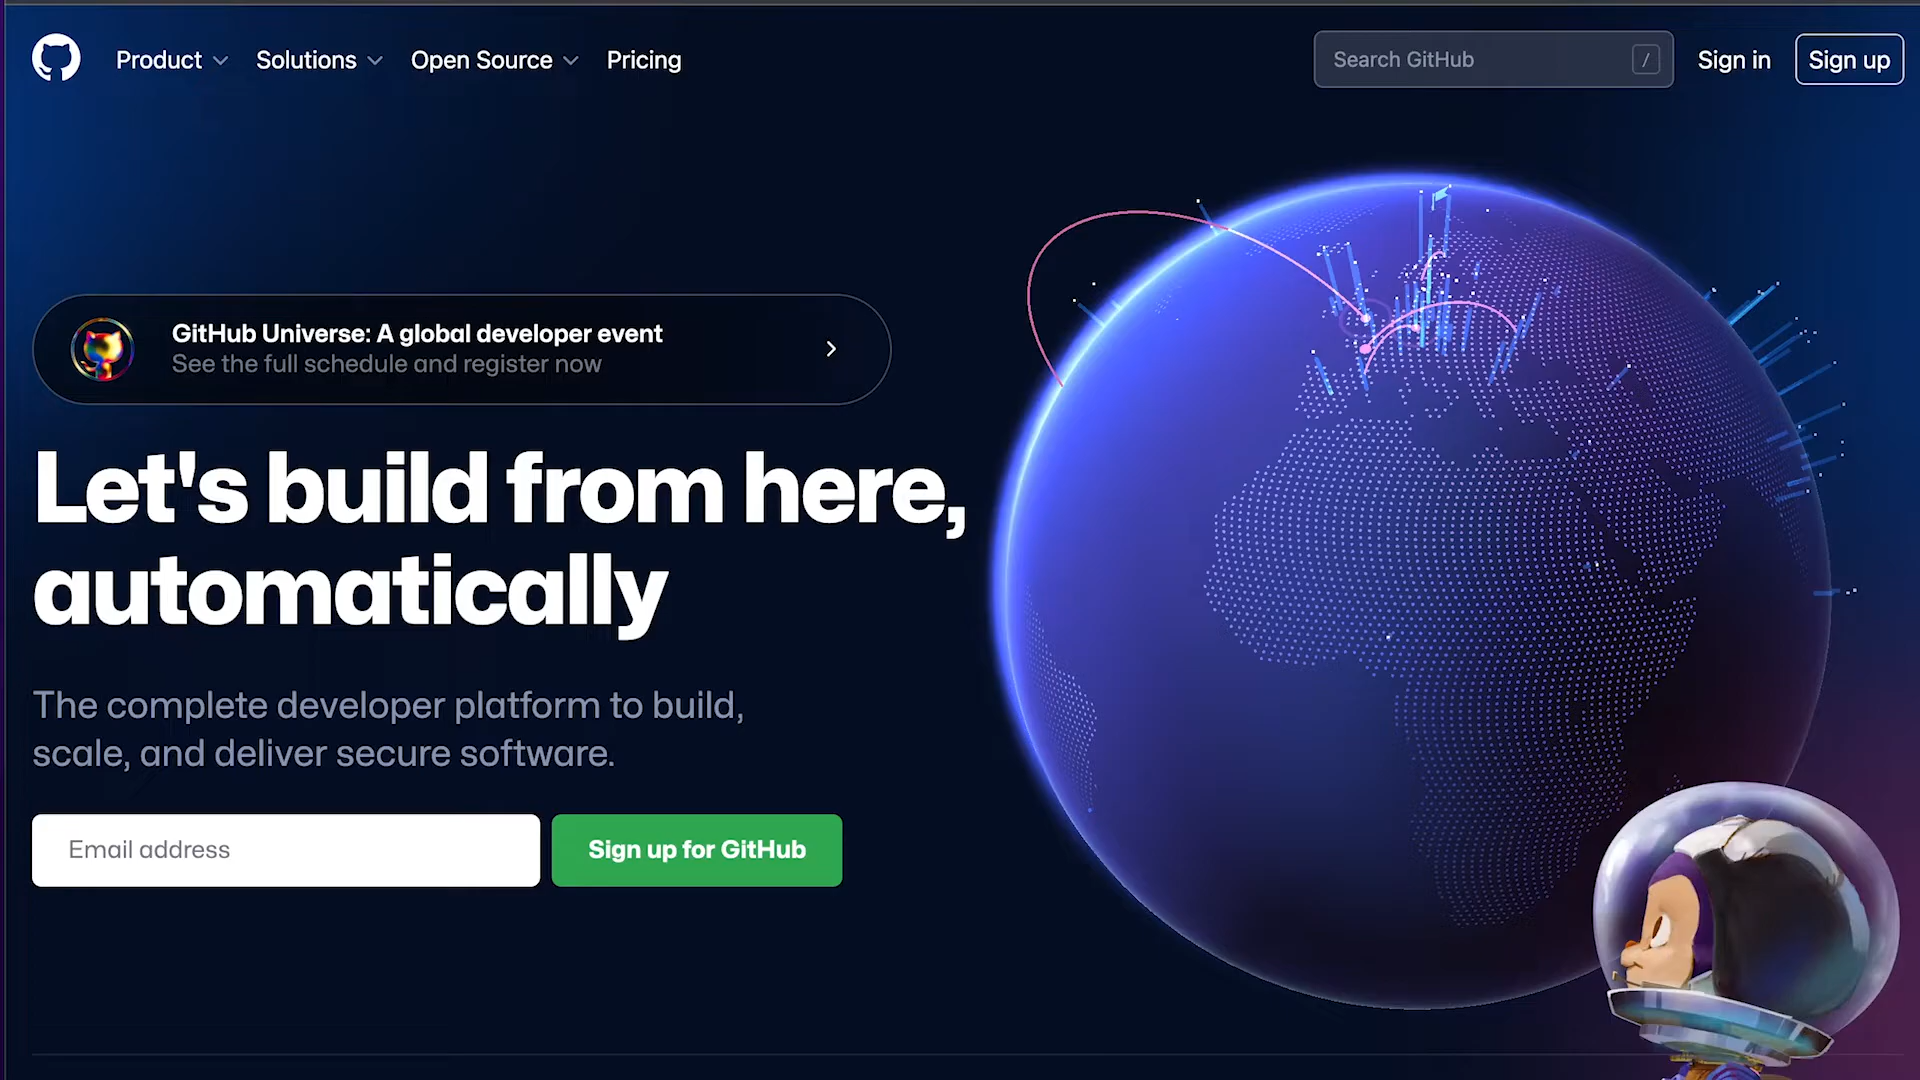 Product
Solutions
Open Source
Pricing
Search GitHub
/
Sign in
Sign up
GitHub Universe: A global developer event
See the full schedule and register now
Let's build from here,
automatically
The complete developer platform to build,
scale, and deliver secure software.
Email address
Sign up for GitHub